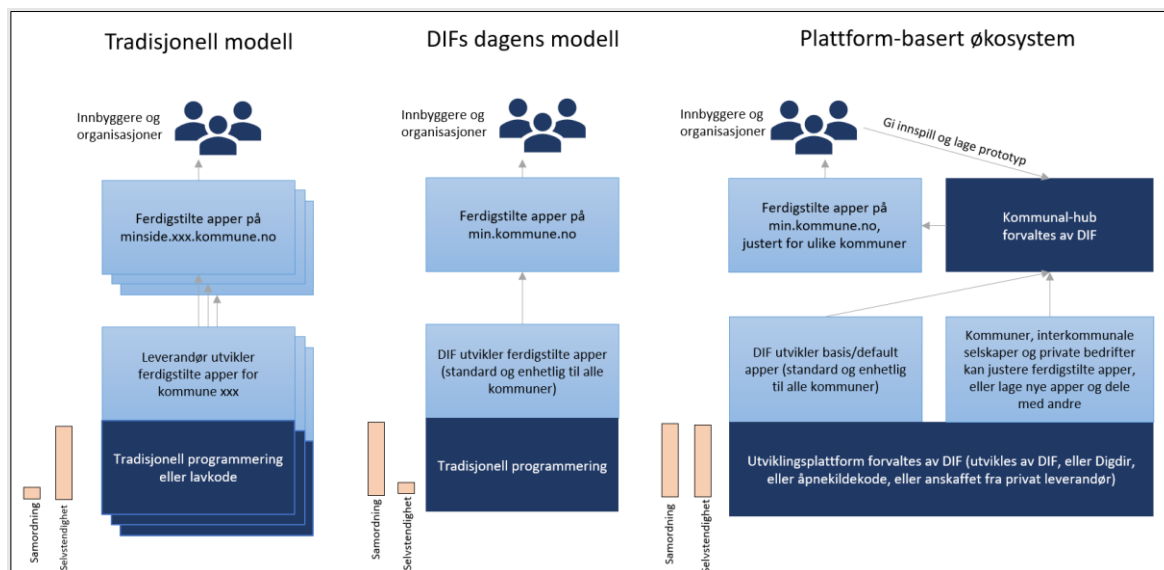 Tradisjonell modell
Innbyggere og
organisasjoner
Ferdigstilte apper på
minside.xxx.kommune.no
Leverandør utvikler
ferdigstilte apper for
kommune xxx
Tradisjonell programmering
eller lavkode
Samordning
Selvstendighet
DIFs dagens modell
Innbyggere og
organisasjoner
Ferdigstilte apper på
min.kommune.no
DIF utvikler ferdigstilte apper
(standard og enhetlig til alle
kommuner)
Tradisjonell programmering
Samordning
Selvstendighet
Plattform-basert økosystem
Innbyggere og
organisasjoner
Gi innspill og lage prototyp
Ferdigstilte apper på
min.kommune.no,
justert for ulike kommuner
Kommunal-hub
forvaltes av DIF
DIF utvikler basis/default
apper (standard og enhetlig
til alle kommuner)
Kommuner, interkommunale
selskaper og private bedrifter
kan justere ferdigstilte apper,
eller lage nye apper og dele
med andre
Utviklingsplattform forvaltes av DIF (utvikles av DIF, eller Digdir,
eller åpnekildekode, eller anskaffet fra privat leverandør)
Samordning
Selvstendighet